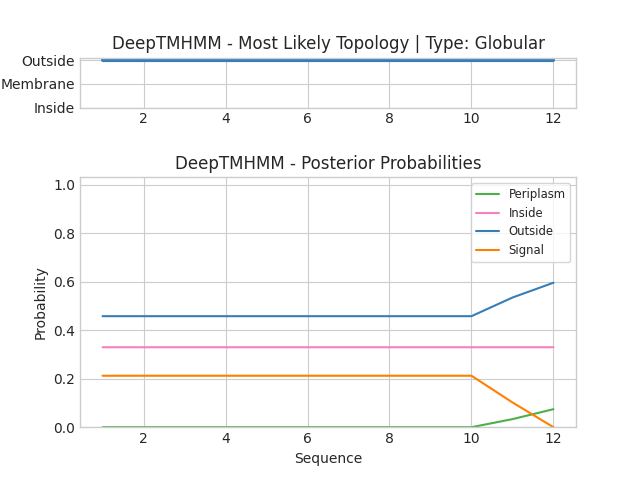 DeepTMHMM - Most Likely Topology | Type: Globular
Outside
Membrane
Inside
2 4 6 8 10 12
DeepTMHMM - Posterior Probabilities
1.0
0.8
0.6
0.4
0.2
0.0
Probability
Periplasm
Inside
Outside
Signal
2 4 6 8 10 12
Sequence